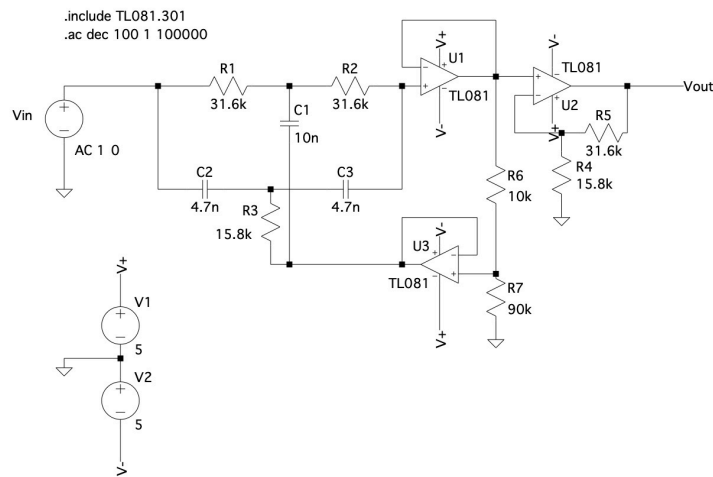 .include TL081.301
.ac dec 100 1 100000
V+
V-
R1
R2
U1
TL081
31.6k
31.6k
TL081
Vout
Vin
C1
10n
U2
V-
V+
R5
31.6k
AC 1 0
C2
4.7n
C3
4.7n
R6
10k
R4
15.8k
R3
15.8k
V-
U3
TL081
R7
90k
V+
V+
V1
5
V2
5
V-